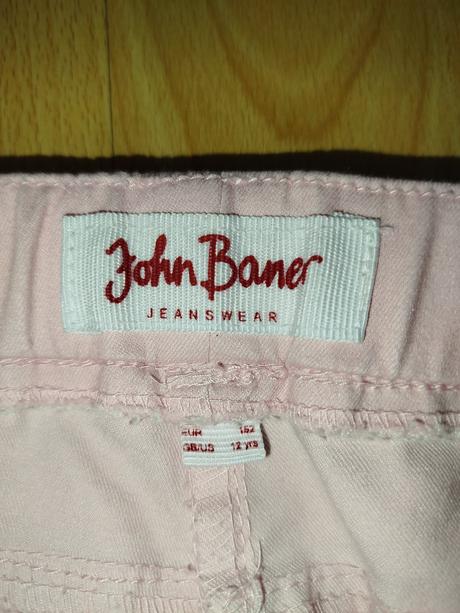 John Baner
JEANSWEAR
EUR 152
GB/US 12 yrs